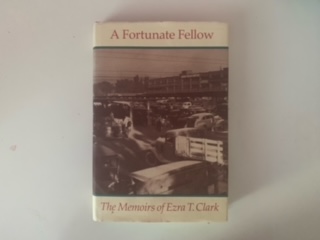 A Fortunate Fellow
The Memoirs of Ezra T. Clark